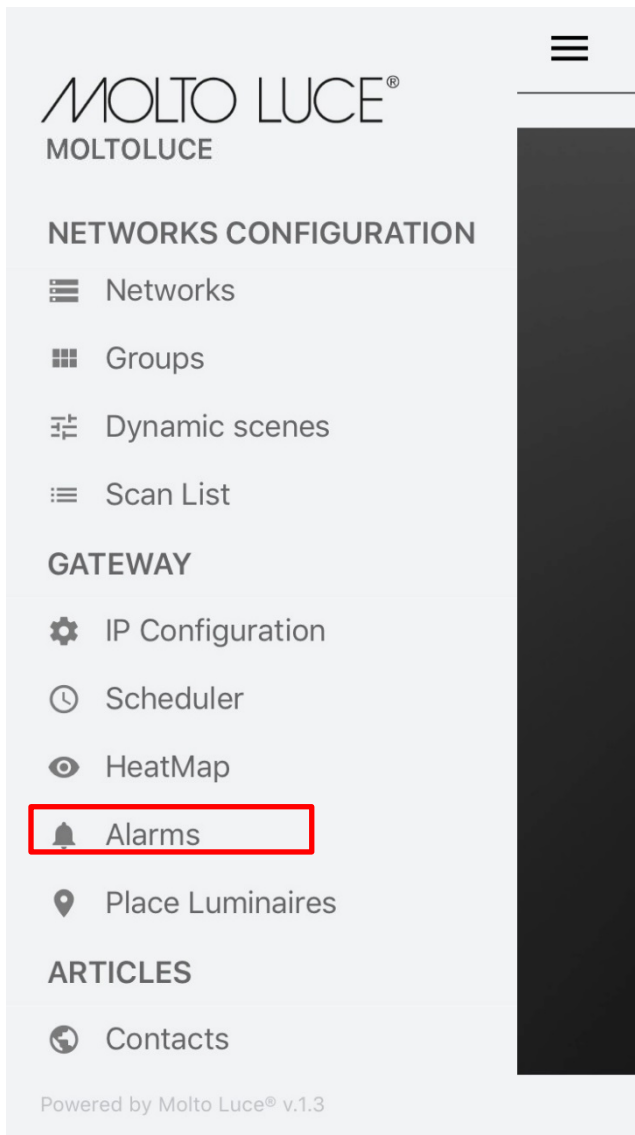 MOLTO LUCE®
MOLTOLUCE
NETWORKS CONFIGURATION
Networks
Groups
Dynamic scenes
Scan List
GATEWAY
IP Configuration
Scheduler
HeatMap
Alarms
Place Luminaires
ARTICLES
Contacts
Powered by Molto Luce® v.1.3